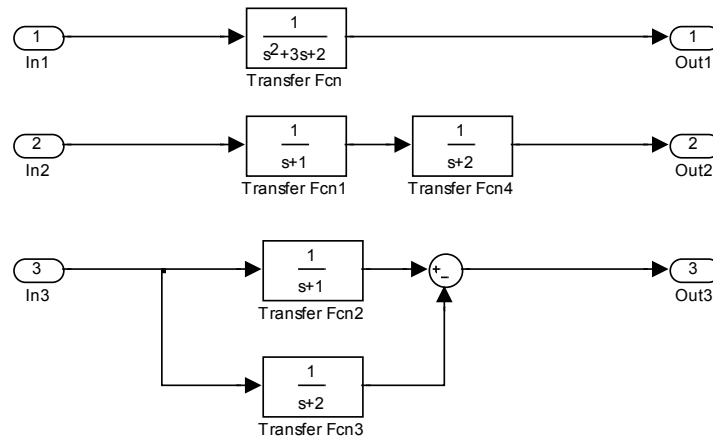 1
In1
1
s²+3s+2
Transfer Fcn
1
Out1
2
In2
1
s+1
Transfer Fcn1
1
s+2
Transfer Fcn4
2
Out2
3
In3
1
s+1
Transfer Fcn2
+
−
3
Out3
1
s+2
Transfer Fcn3